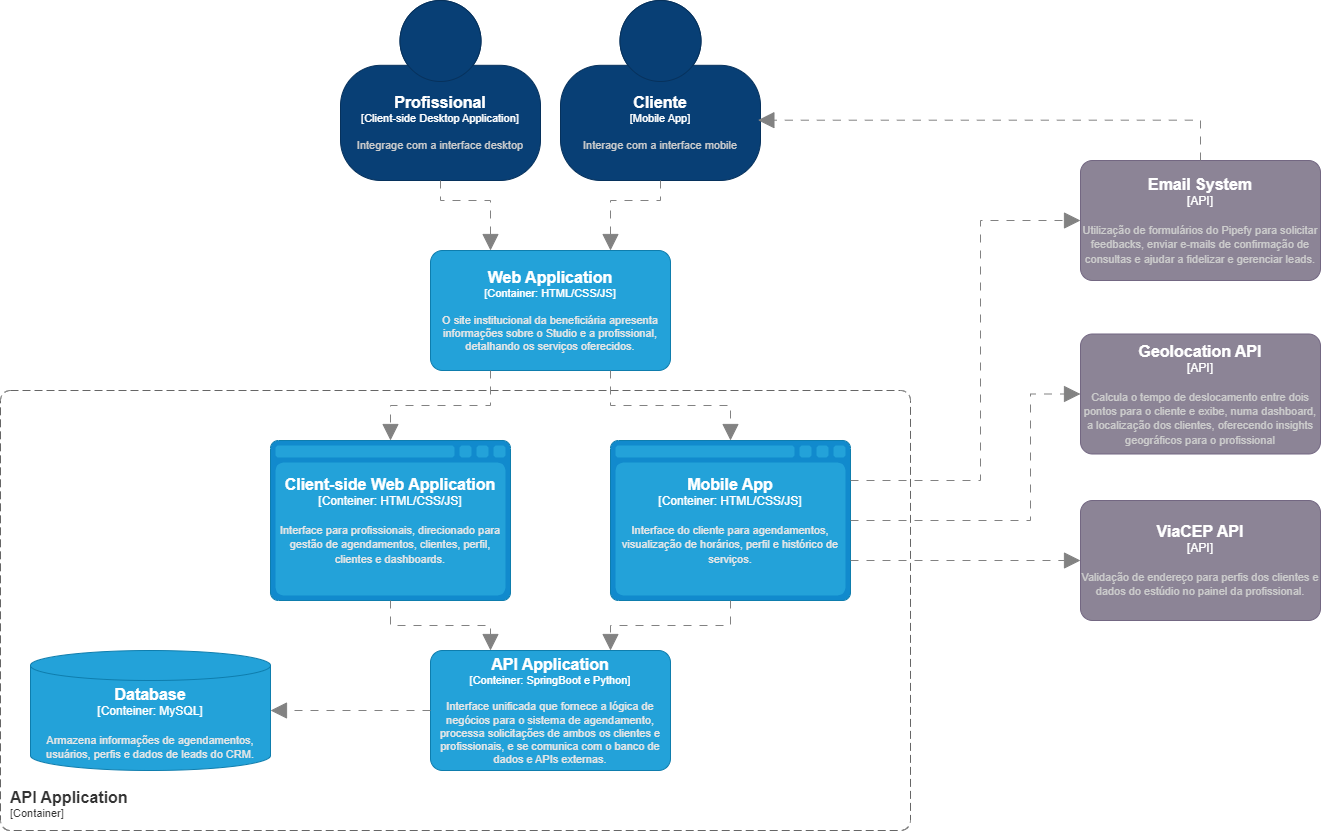 Profissional
[Client-side Desktop Application]
Integrage com a interface desktop
Cliente
[Mobile App]
Interage com a interface mobile
Email System
[API]
Utilização de formulários do Pipefy para solicitar
feedbacks, enviar e-mails de confirmação de
consultas e ajudar a fidelizar e gerenciar leads.
Web Application
[Container: HTML/CSS/JS]
O site institucional da beneficiária apresenta
informações sobre o Studio e a profissional,
detalhando os serviços oferecidos.
Geolocation API
[API]
Calcula o tempo de deslocamento entre dois
pontos para o cliente e exibe, numa dashboard,
a localização dos clientes, oferecendo insights
geográficos para o profissional
Client-side Web Application
[Conteiner: HTML/CSS/JS]
Interface para profissionais, direcionado para
gestão de agendamentos, clientes, perfil,
clientes e dashboards.
Mobile App
[Conteiner: HTML/CSS/JS]
Interface do cliente para agendamentos,
visualização de horários, perfil e histórico de
serviços.
ViaCEP API
[API]
Validação de endereço para perfis dos clientes e
dados do estúdio no painel da profissional.
Database
[Conteiner: MySQL]
Armazena informações de agendamentos,
usuários, perfis e dados de leads do CRM.
API Application
[Conteiner: SpringBoot e Python]
Interface unificada que fornece a lógica de
negócios para o sistema de agendamento,
processa solicitações de ambos os clientes e
profissionais, e se comunica com o banco de
dados e APIs externas.
API Application
[Container]